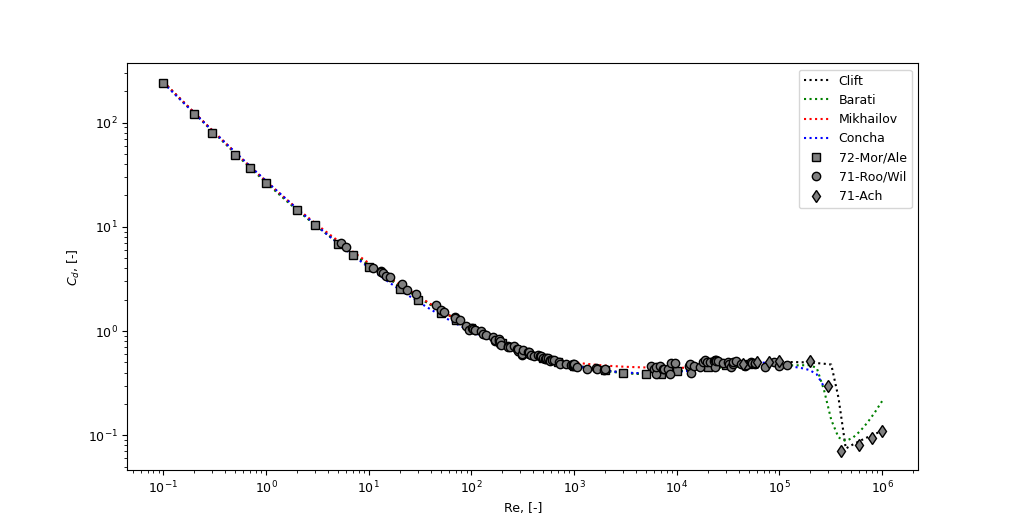 Clift
Barati
Mikhailov
Concha
72-Mor/Ale
71-Roo/Wil
71-Ach
C_d, [-]
10²
10¹
10⁰
10⁻¹
10⁻¹ 10⁰ 10¹ 10² 10³ 10⁴ 10⁵ 10⁶
Re, [-]